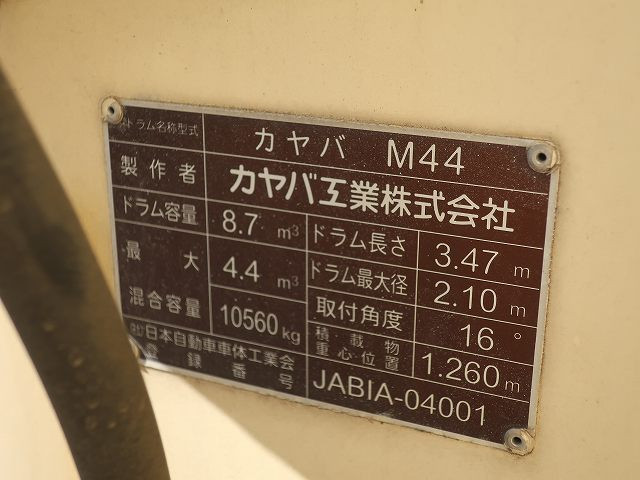 ドラム名称型式 カヤバ M44
製作者 カヤバ工業株式会社
ドラム容量 8.7 m³ ドラム長さ 3.47 m
最大 4.4 m³ ドラム最大径 2.10 m
混合容量 10560 kg 取付角度 16°
積載物
重心位置 1.260 m
(社)日本自動車車体工業会
登録番号 JABIA-04001